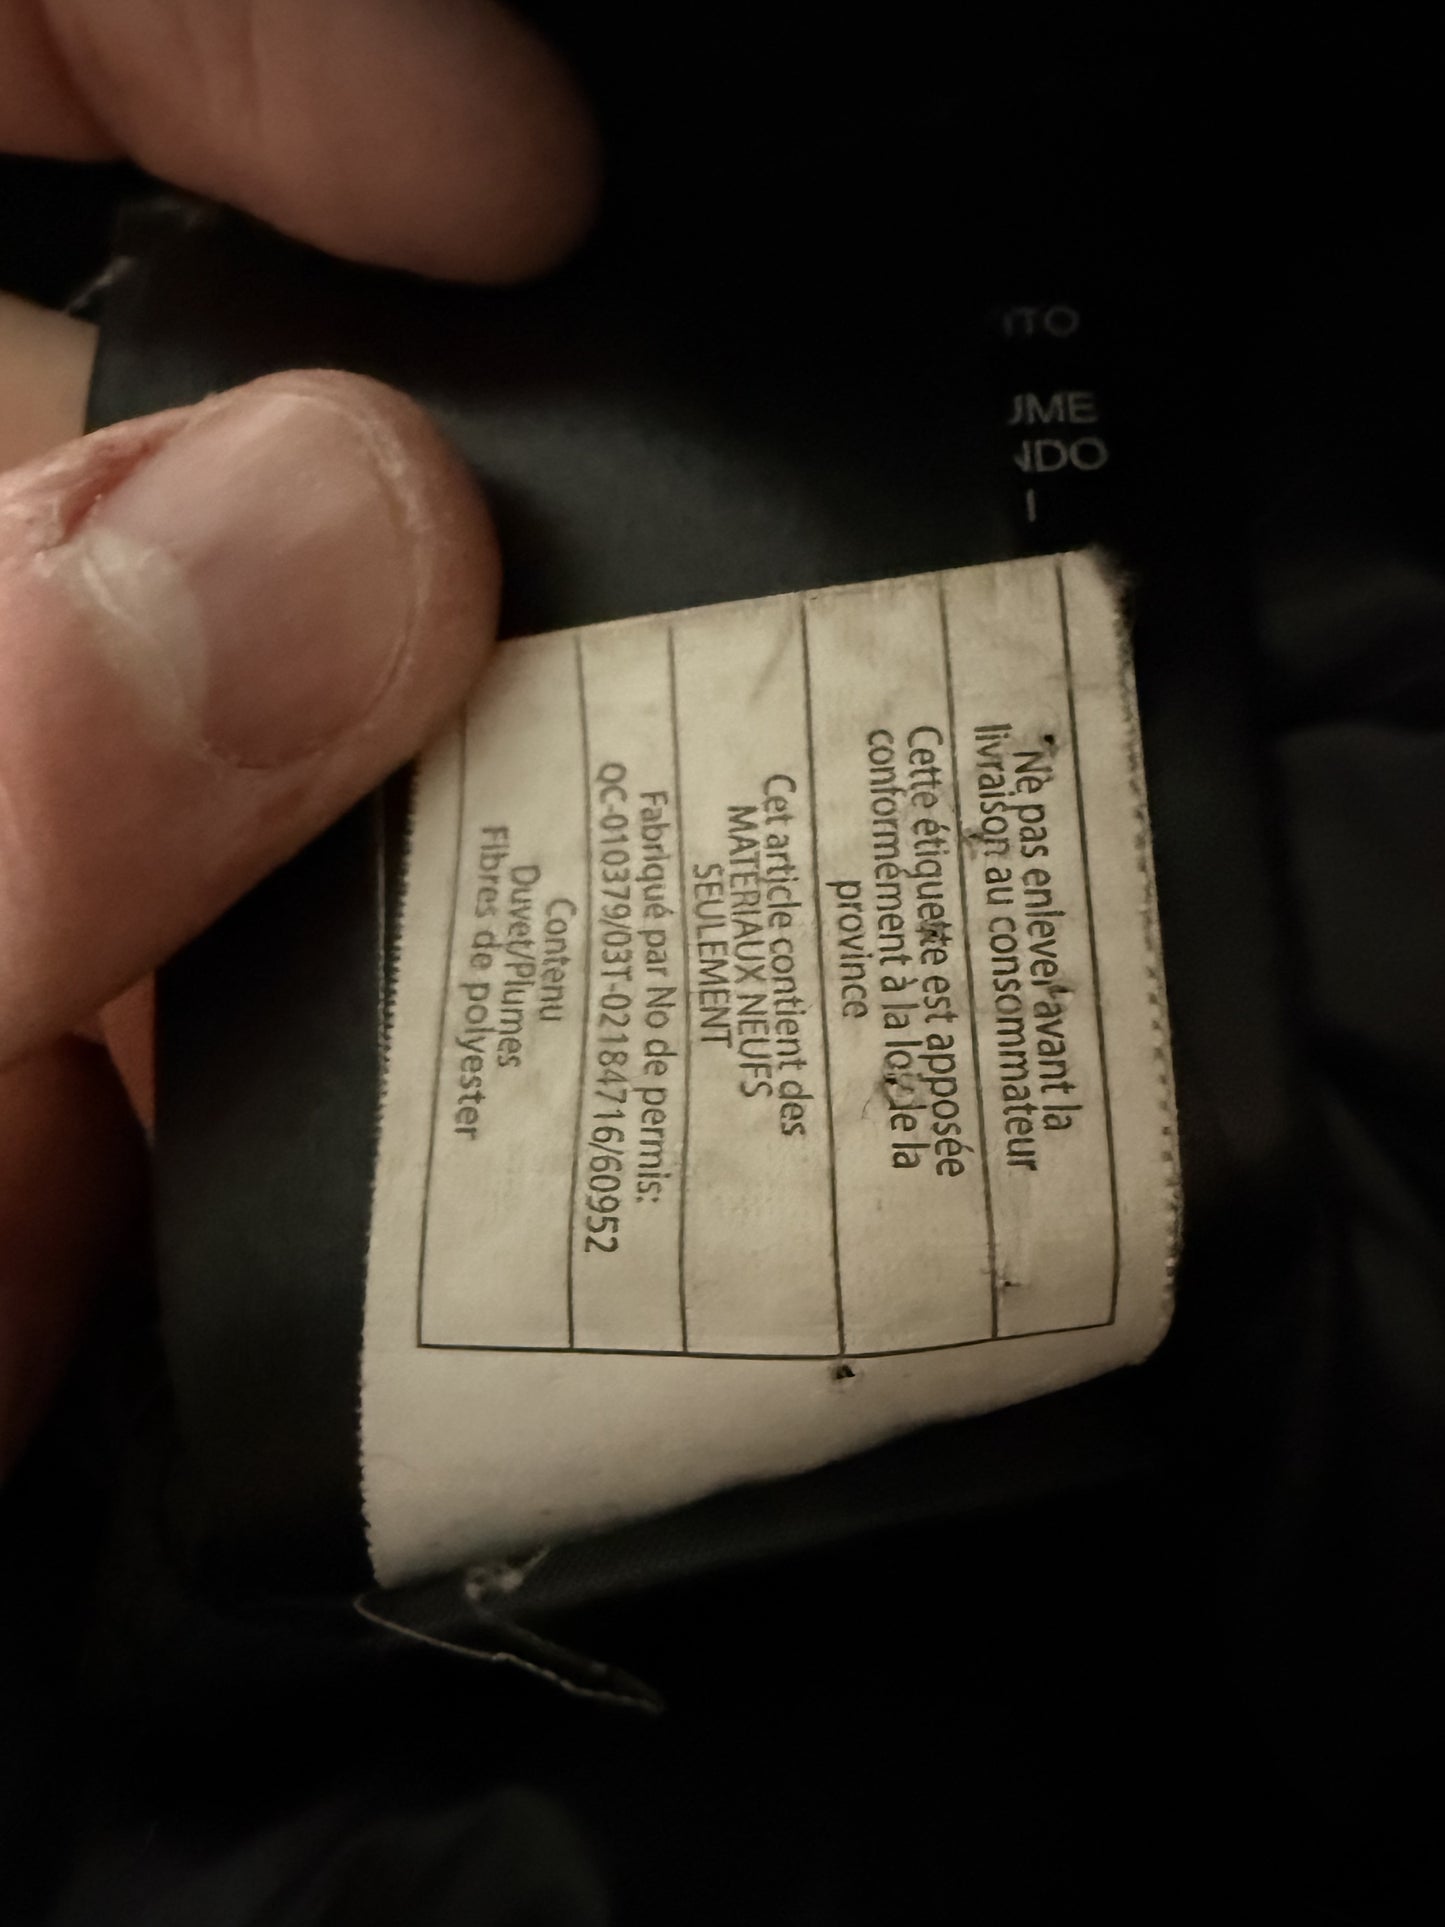 Ne pas enlever avant la
livraison au consommateur
Cette étiquette est apposée
conformément à la loi de la
province
Cet article contient des
MATERIAUX NEUFS
SEULEMENT
Fabriqué par No de permis:
QC-010379/03T-02184716/60952
Contenu
Duvet/Plumes
Fibres de polyester